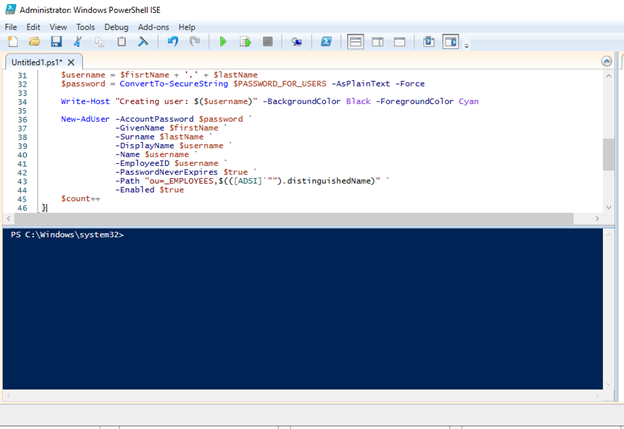 Administrator: Windows PowerShell ISE
File Edit View Tools Debug Add-ons Help
Untitled1.ps1* X
31 $username = $fisrtName + '.' + $lastName
32 $password = ConvertTo-SecureString $PASSWORD_FOR_USERS -AsPlainText -Force
33
34 Write-Host "Creating user: $($username)" -BackgroundColor Black -ForegroundColor Cyan
35
36 New-AdUser -AccountPassword $password `
37 -GivenName $firstName `
38 -Surname $lastName `
39 -DisplayName $username `
40 -Name $username `
41 -EmployeeID $username `
42 -PasswordNeverExpires $true `
43 -Path "ou=_EMPLOYEES,$(([ADSI]`"").distinguishedName)" `
44 -Enabled $true
45 $count++
46 }
PS C:\Windows\system32>